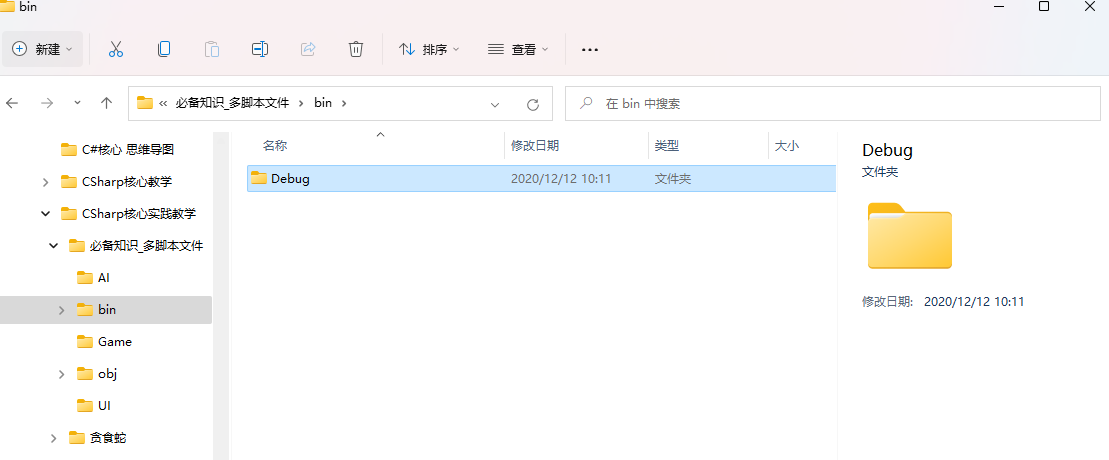 bin
新建 排序 查看 ...
« 必备知识_多脚本文件 > bin > 在 bin 中搜索
C#核心 思维导图
CSharp核心教学
CSharp核心实践教学
必备知识_多脚本文件
AI
bin
Game
obj
UI
贪食蛇
名称 修改日期 类型 大小
Debug 2020/12/12 10:11 文件夹
Debug
文件夹
修改日期: 2020/12/12 10:11